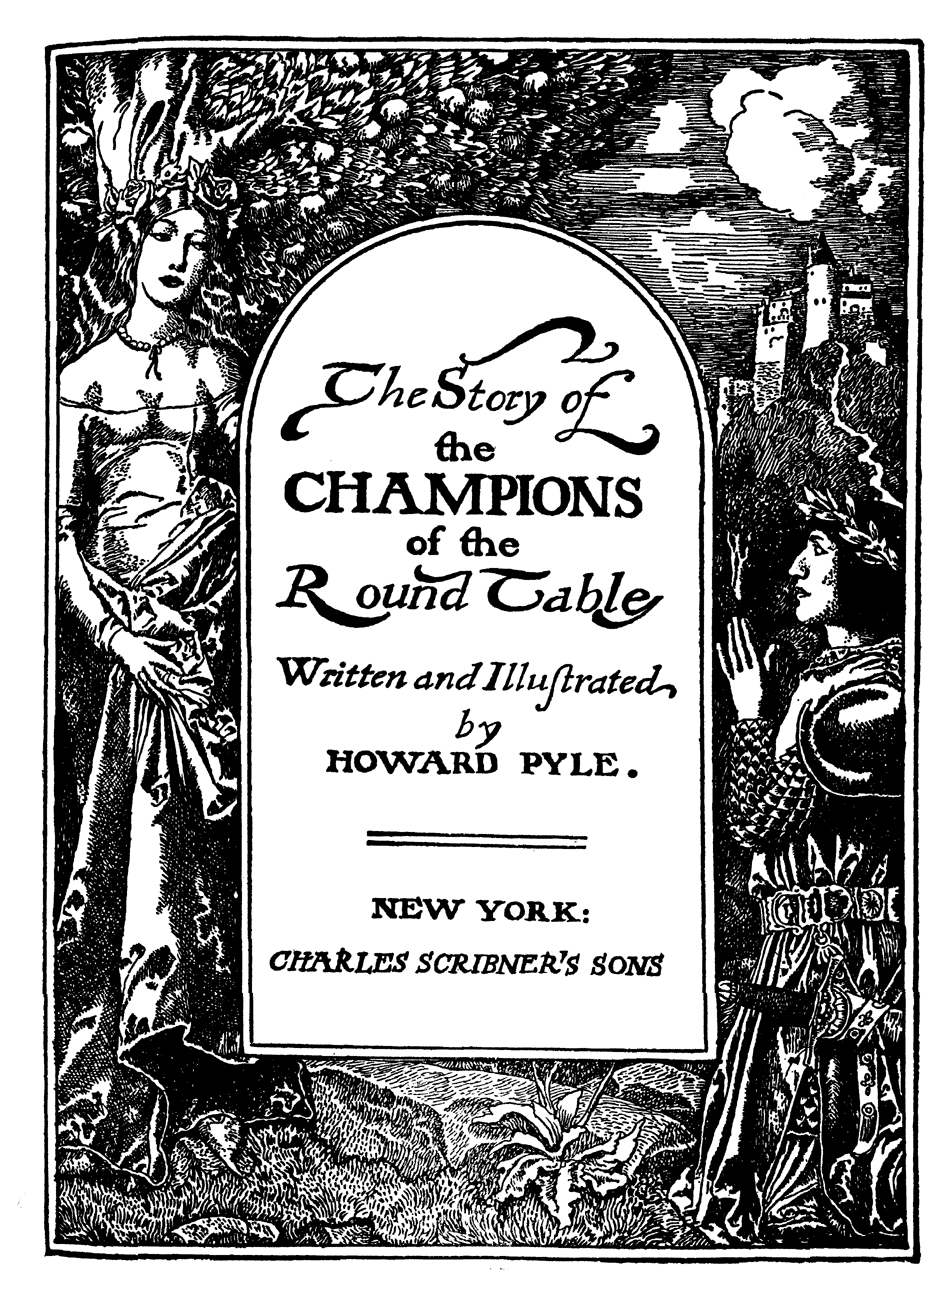 The Story of
the
CHAMPIONS
of the
Round Table
Written and Illuſtrated
by
HOWARD PYLE.
NEW YORK:
CHARLES SCRIBNER'S SONS